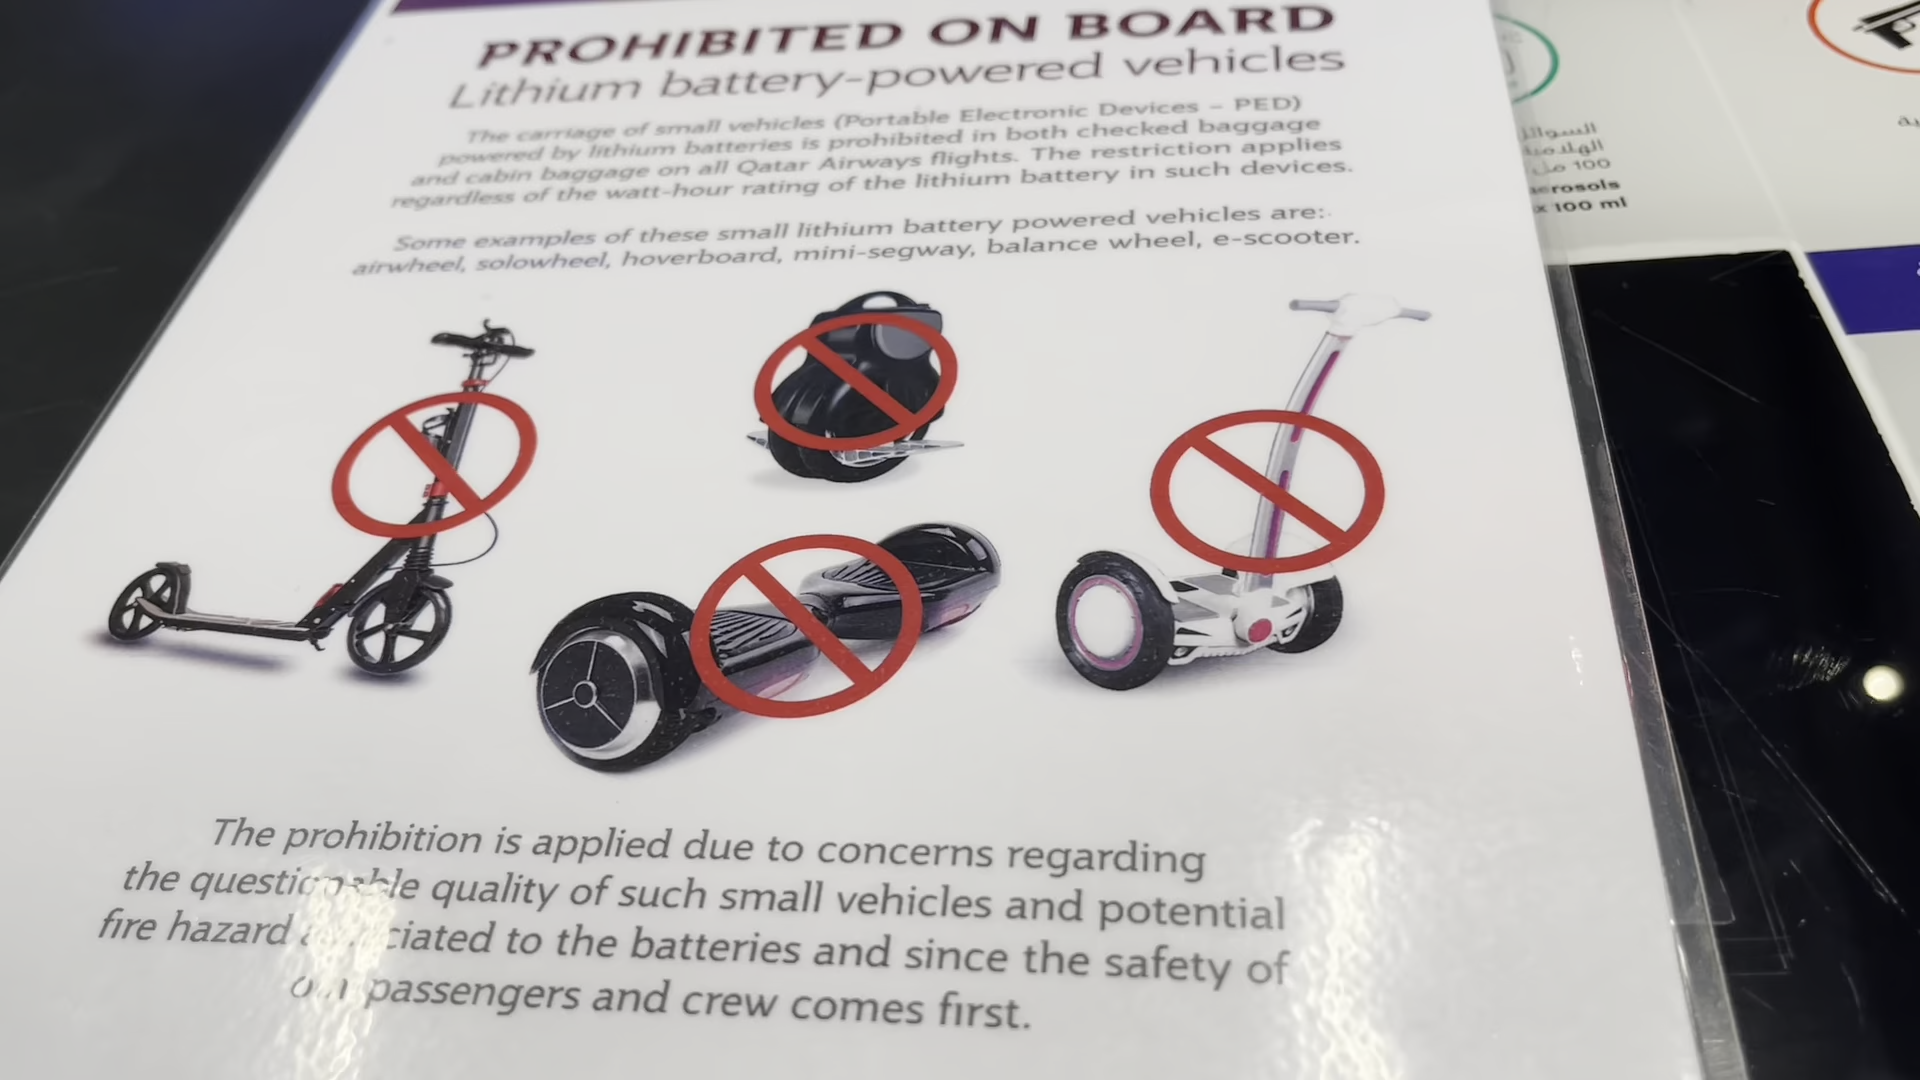 PROHIBITED ON BOARD
Lithium battery-powered vehicles
The carriage of small vehicles (Portable Electronic Devices – PED)
powered by lithium batteries is prohibited in both checked baggage
and cabin baggage on all Qatar Airways flights. The restriction applies
regardless of the watt-hour rating of the lithium battery in such devices.
Some examples of these small lithium battery powered vehicles are:
airwheel, solowheel, hoverboard, mini-segway, balance wheel, e-scooter.
The prohibition is applied due to concerns regarding
the questionable quality of such small vehicles and potential
fire hazard associated to the batteries and since the safety of
our passengers and crew comes first.
السوائل
100 مل
x 100 ml